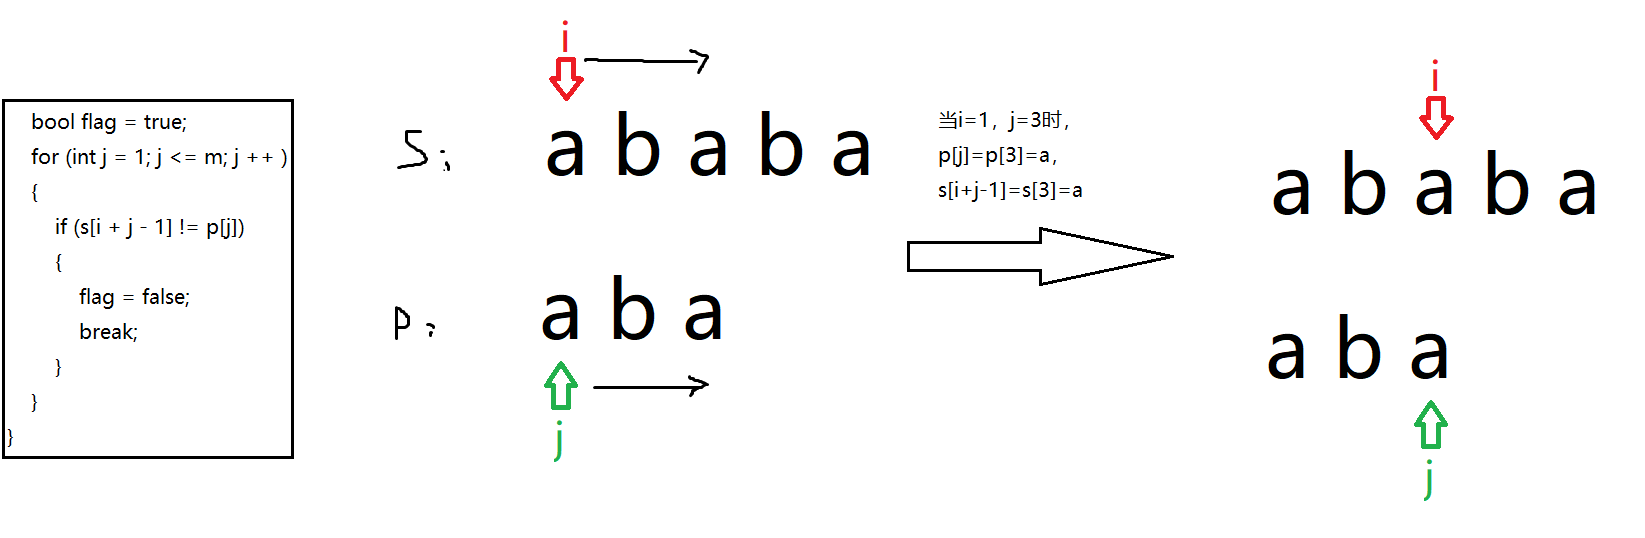 bool flag = true;
for (int j = 1; j <= m; j ++ )
{
if (s[i + j - 1] != p[j])
{
flag = false;
break;
}
}
}
i
S:
a b a b a
p:
a b a
j
当i=1，j=3时，
p[j]=p[3]=a，
s[i+j-1]=s[3]=a
i
a b a b a
a b a
j